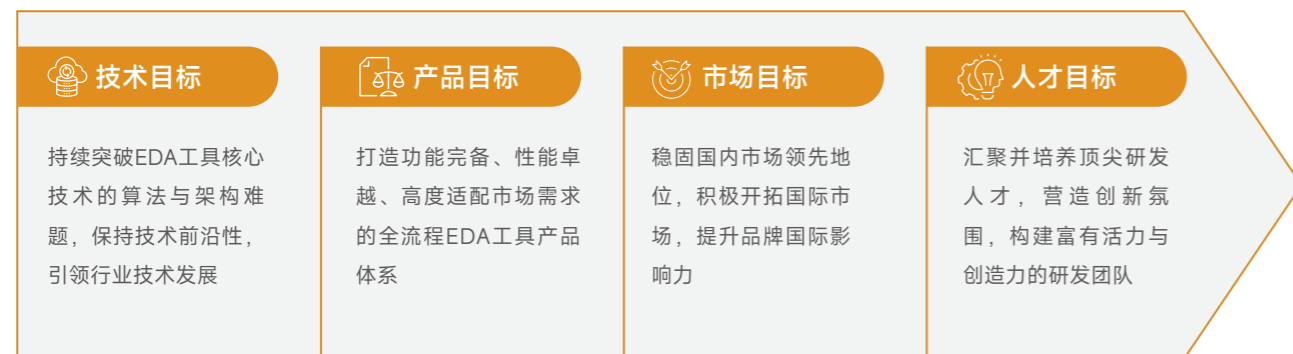 技术目标
持续突破EDA工具核心
技术的算法与架构难
题，保持技术前沿性，
引领行业技术发展
产品目标
打造功能完备、性能卓
越、高度适配市场需求
的全流程EDA工具产品
体系
市场目标
稳固国内市场领先地
位，积极开拓国际市
场，提升品牌国际影
响力
人才目标
汇聚并培养顶尖研发
人才，营造创新氛
围，构建富有活力与
创造力的研发团队